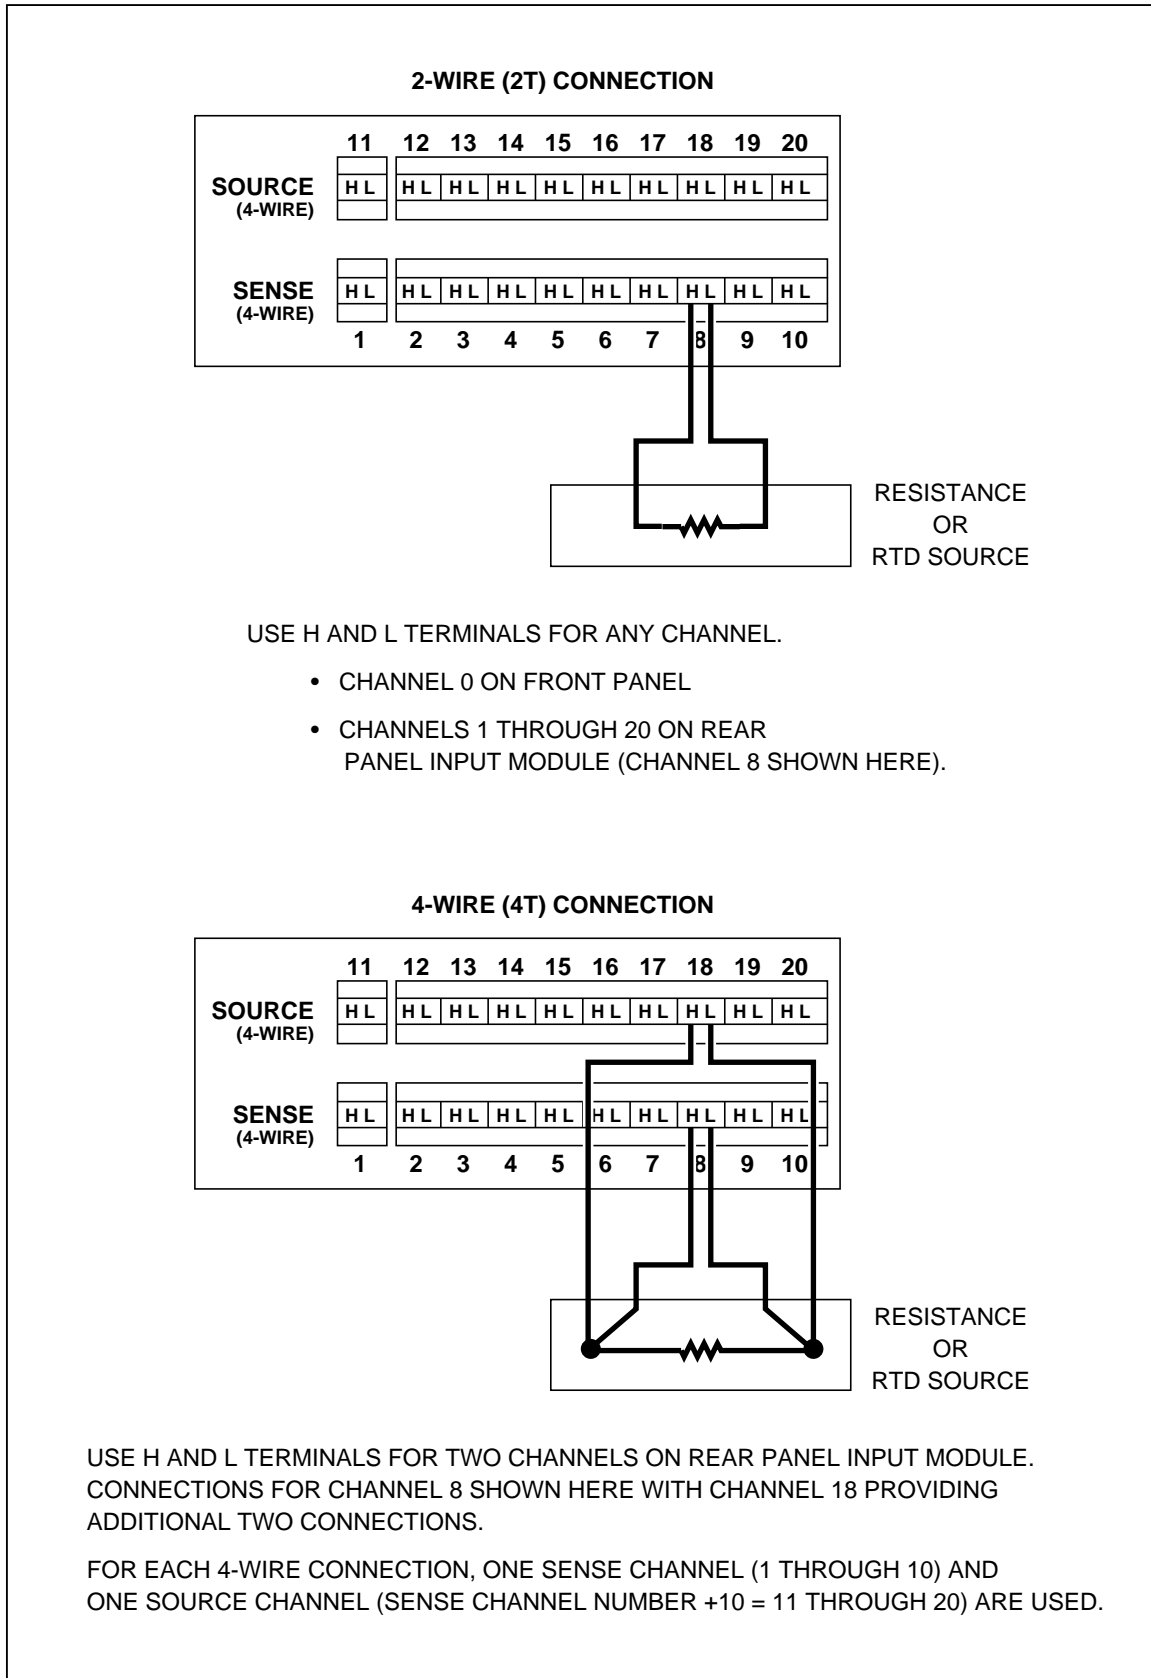 2-WIRE (2T) CONNECTION
11 12 13 14 15 16 17 18 19 20
SOURCE H L H L H L H L H L H L H L H L H L H L
(4-WIRE)
SENSE H L H L H L H L H L H L H L H L H L H L
(4-WIRE)
1 2 3 4 5 6 7 8 9 10
RESISTANCE
OR
RTD SOURCE
USE H AND L TERMINALS FOR ANY CHANNEL.
• CHANNEL 0 ON FRONT PANEL
• CHANNELS 1 THROUGH 20 ON REAR
PANEL INPUT MODULE (CHANNEL 8 SHOWN HERE).
4-WIRE (4T) CONNECTION
11 12 13 14 15 16 17 18 19 20
SOURCE H L H L H L H L H L H L H L H L H L H L
(4-WIRE)
SENSE H L H L H L H L H L H L H L H L H L H L
(4-WIRE)
1 2 3 4 5 6 7 8 9 10
RESISTANCE
OR
RTD SOURCE
USE H AND L TERMINALS FOR TWO CHANNELS ON REAR PANEL INPUT MODULE.
CONNECTIONS FOR CHANNEL 8 SHOWN HERE WITH CHANNEL 18 PROVIDING
ADDITIONAL TWO CONNECTIONS.
FOR EACH 4-WIRE CONNECTION, ONE SENSE CHANNEL (1 THROUGH 10) AND
ONE SOURCE CHANNEL (SENSE CHANNEL NUMBER +10 = 11 THROUGH 20) ARE USED.